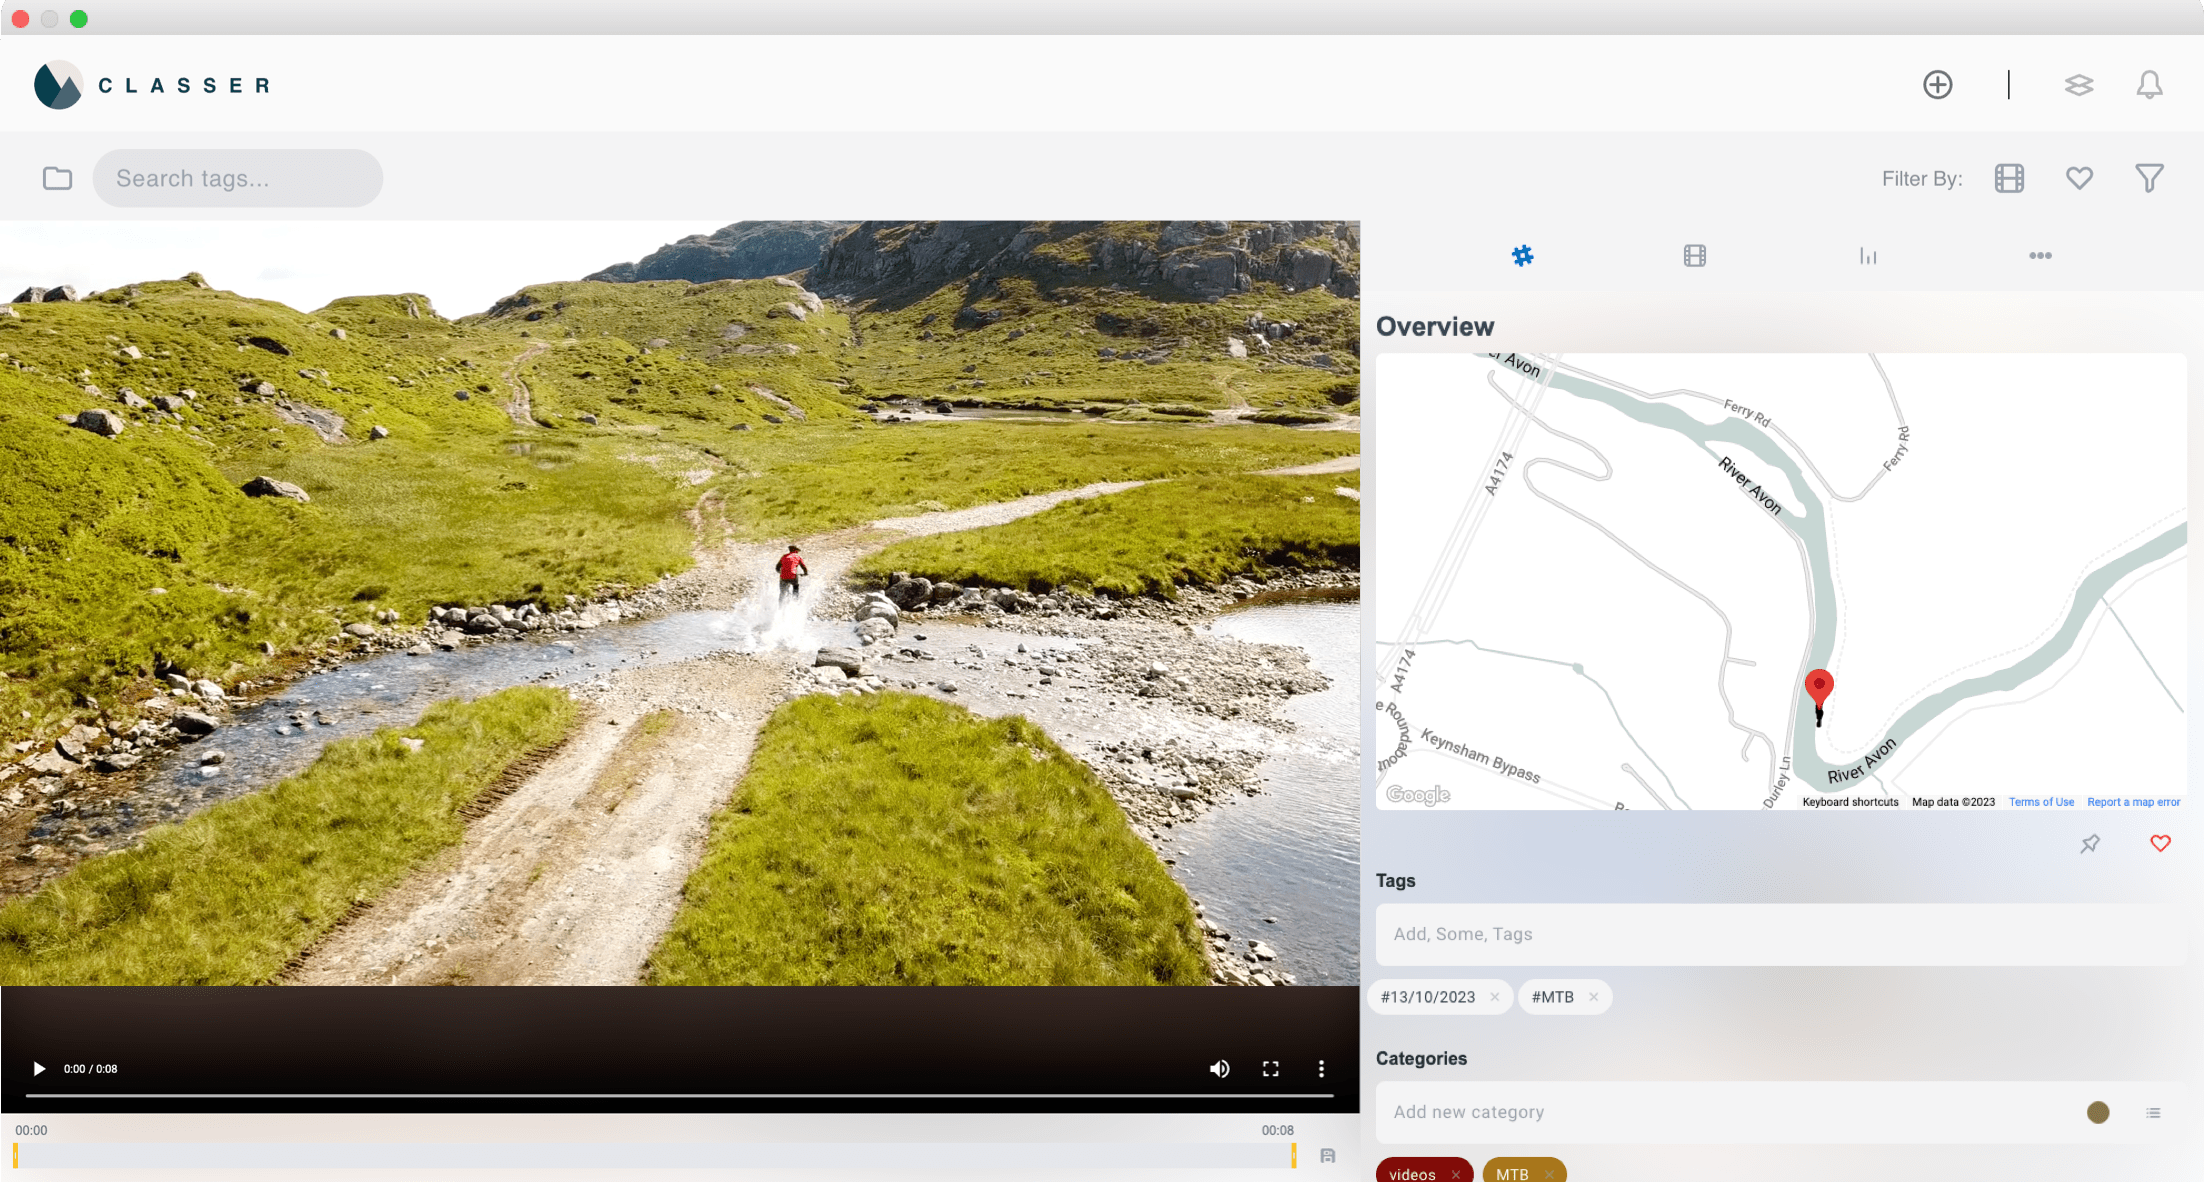 CLASSER
Search tags...
Filter By:
Overview
er Avon
Ferry Rd
Ferry Rd
River Avon
A4174
A4174
Keynsham Bypass
Durley Ln
River Avon
Google
Keyboard shortcuts Map data ©2023 Terms of Use Report a map error
Tags
Add, Some, Tags
#13/10/2023 × #MTB ×
Categories
Add new category
videos × MTB ×
0:00 / 0:08
00:00 00:08